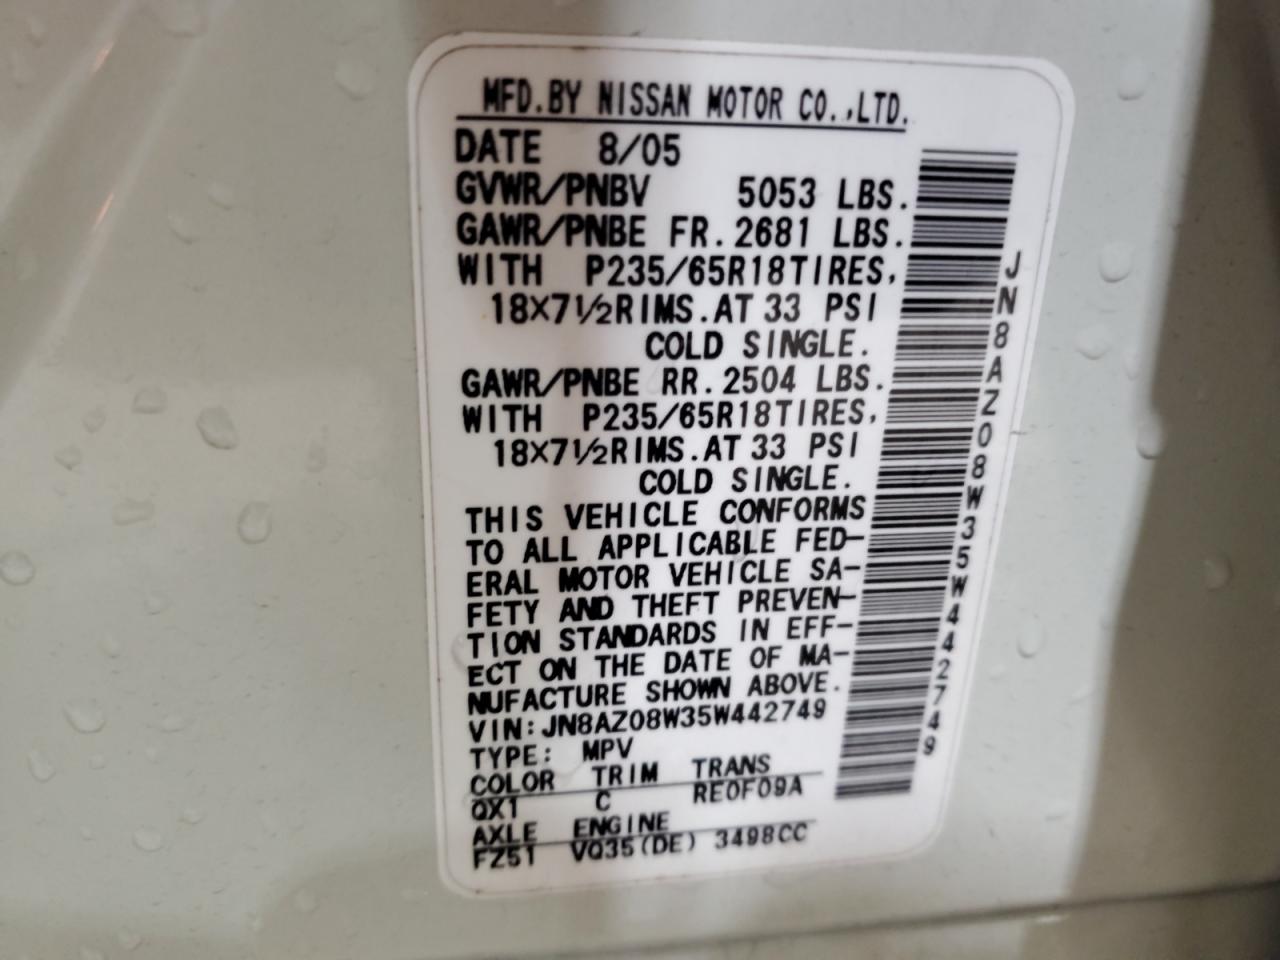 MFD.BY NISSAN MOTOR CO.,LTD.
DATE 8/05
GVWR/PNBV 5053 LBS.
GAWR/PNBE FR. 2681 LBS.
WITH P235/65R18TIRES,
18×7½RIMS.AT 33 PSI
COLD SINGLE.
GAWR/PNBE RR. 2504 LBS.
WITH P235/65R18TIRES,
18×7½RIMS.AT 33 PSI
COLD SINGLE.
THIS VEHICLE CONFORMS
TO ALL APPLICABLE FED-
ERAL MOTOR VEHICLE SA-
FETY AND THEFT PREVEN-
TION STANDARDS IN EFF-
ECT ON THE DATE OF MA-
NUFACTURE SHOWN ABOVE.
VIN:JN8AZ08W35W442749
TYPE: MPV
COLOR TRIM TRANS
QX1 C RE0F09A
AXLE ENGINE
FZ51 VQ35(DE) 3498CC
JN8AZ08W35W442749